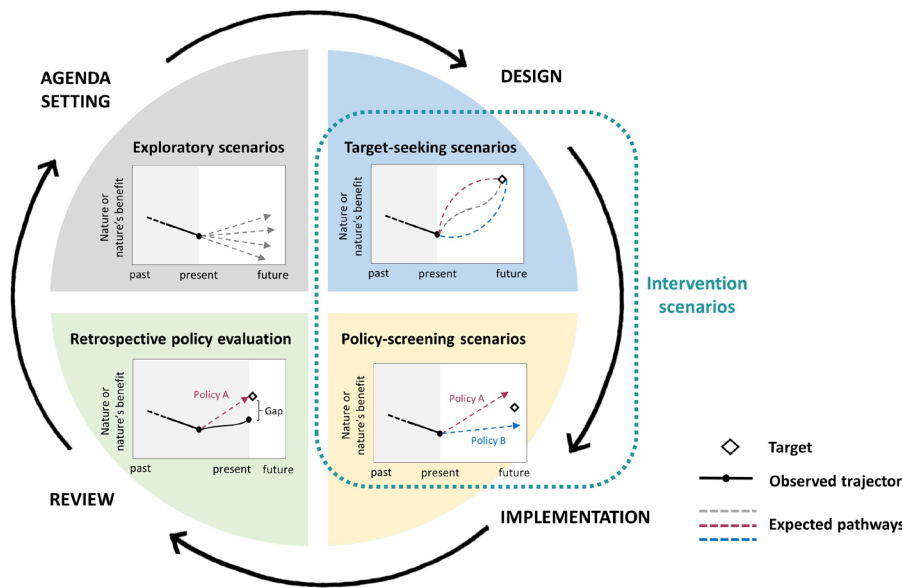 AGENDA
SETTING
DESIGN
Exploratory scenarios
Nature or
nature's benefit
past present future
Target-seeking scenarios
Nature or
nature's benefit
past present future
Intervention
scenarios
Retrospective policy evaluation
Nature or
nature's benefit
Policy A
Gap
past present future
Policy-screening scenarios
Nature or
nature's benefit
Policy A
Policy B
past present future
REVIEW
IMPLEMENTATION
Target
Observed trajector
Expected pathways